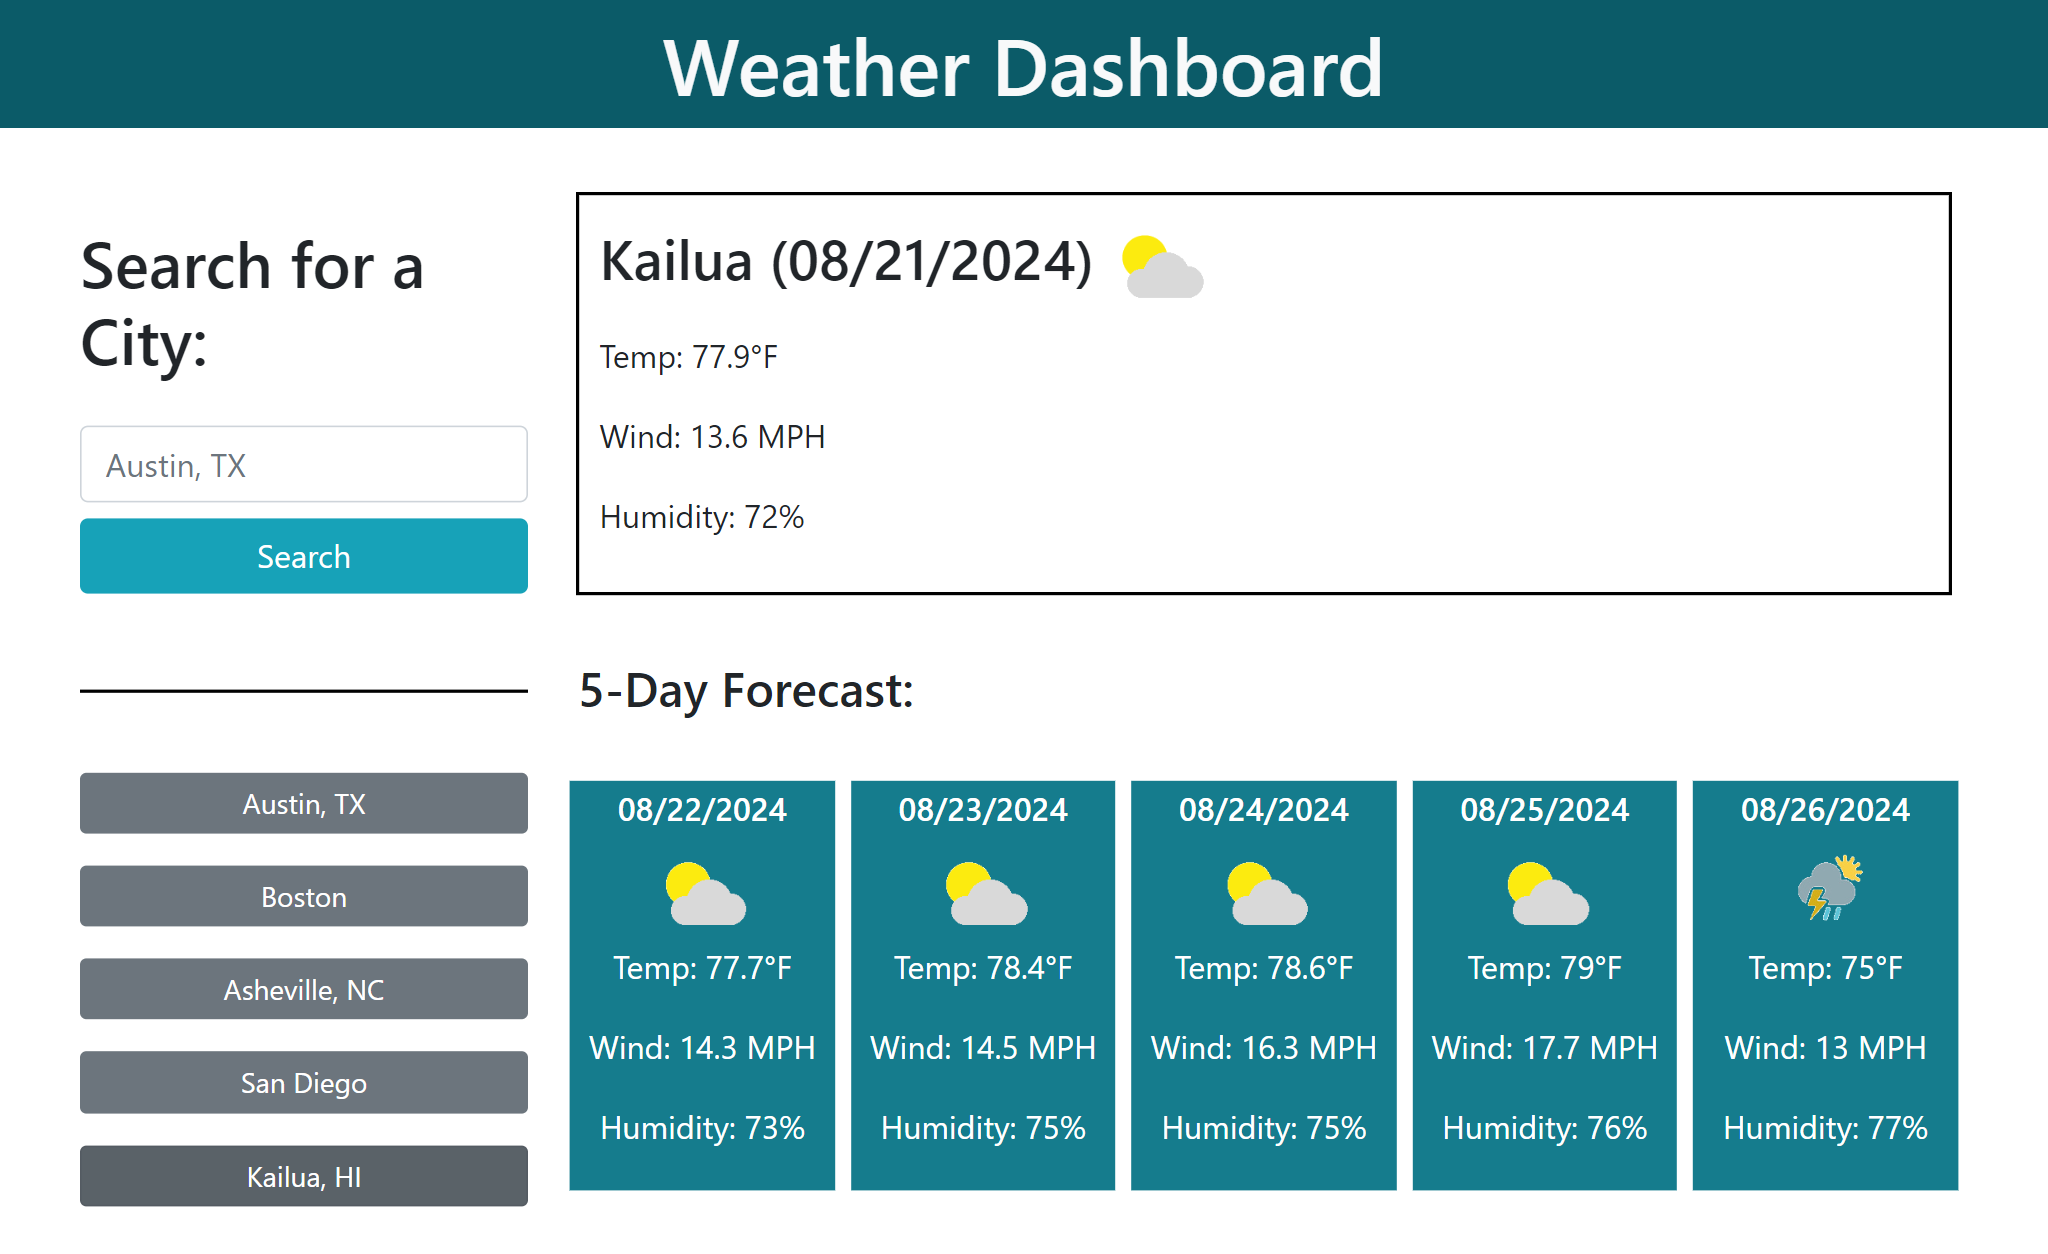 Weather Dashboard
Search for a
City:
Austin, TX
Search
Austin, TX
Boston
Asheville, NC
San Diego
Kailua, HI
Kailua (08/21/2024)
Temp: 77.9°F
Wind: 13.6 MPH
Humidity: 72%
5-Day Forecast:
08/22/2024
Temp: 77.7°F
Wind: 14.3 MPH
Humidity: 73%
08/23/2024
Temp: 78.4°F
Wind: 14.5 MPH
Humidity: 75%
08/24/2024
Temp: 78.6°F
Wind: 16.3 MPH
Humidity: 75%
08/25/2024
Temp: 79°F
Wind: 17.7 MPH
Humidity: 76%
08/26/2024
Temp: 75°F
Wind: 13 MPH
Humidity: 77%